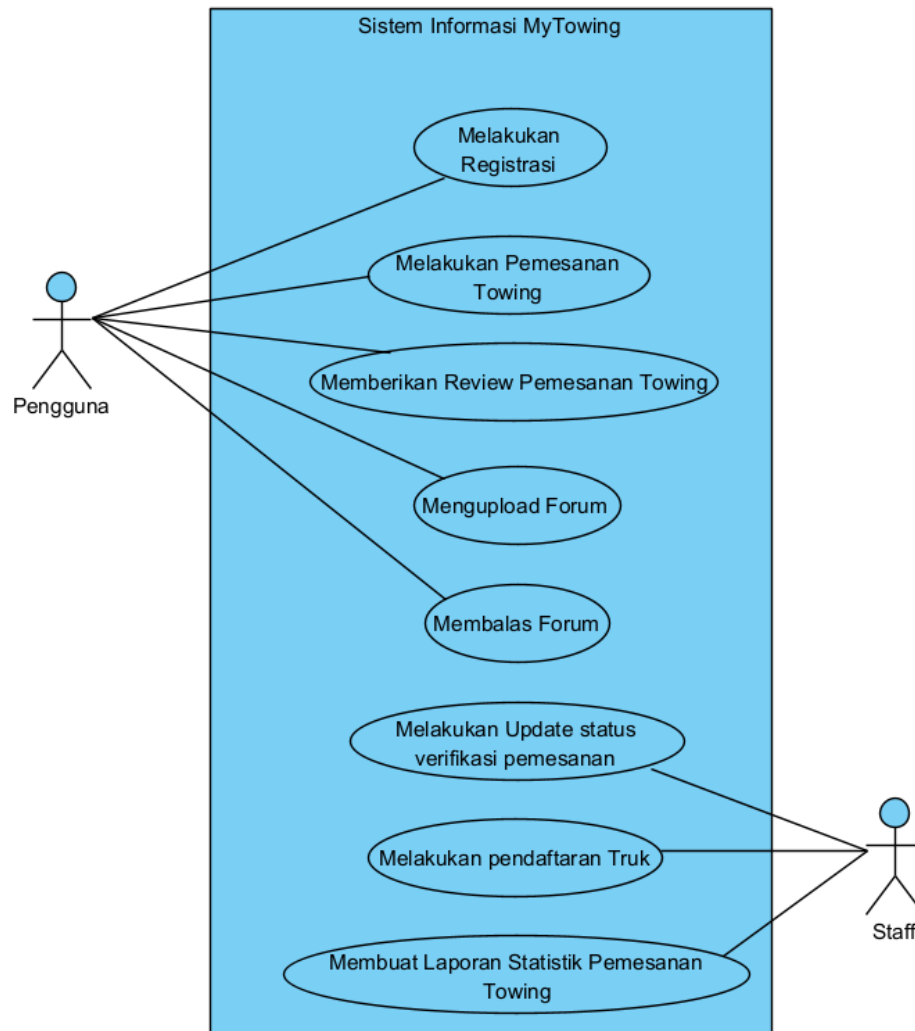 Sistem Informasi MyTowing
Melakukan
Registrasi
Melakukan Pemesanan
Towing
Memberikan Review Pemesanan Towing
Pengguna
Mengupload Forum
Membalas Forum
Melakukan Update status
verifikasi pemesanan
Melakukan pendaftaran Truk
Staff
Membuat Laporan Statistik Pemesanan
Towing